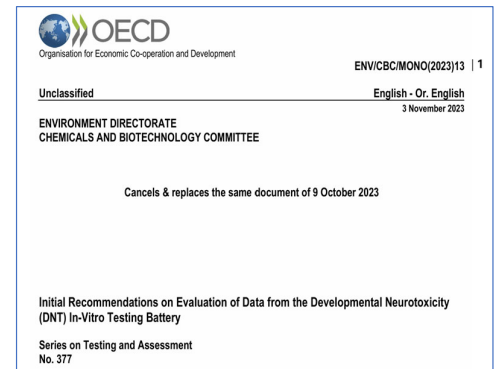 OECD
Organisation for Economic Co-operation and Development
ENV/CBC/MONO(2023)13 | 1
Unclassified English - Or. English
3 November 2023
ENVIRONMENT DIRECTORATE
CHEMICALS AND BIOTECHNOLOGY COMMITTEE
Cancels & replaces the same document of 9 October 2023
Initial Recommendations on Evaluation of Data from the Developmental Neurotoxicity
(DNT) In-Vitro Testing Battery
Series on Testing and Assessment
No. 377